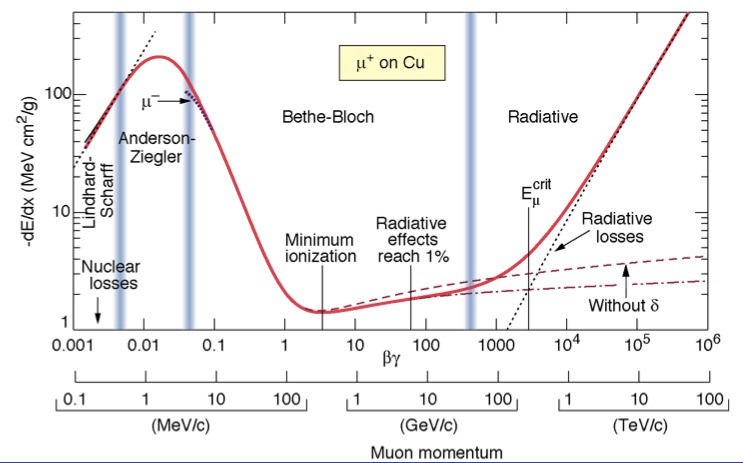 μ⁺ on Cu
-dE/dx (MeV cm²/g)
100
10
1
μ⁻
Bethe-Bloch
Radiative
Anderson-
Ziegler
Lindhard-
Scharff
E_μ^crit
Minimum
ionization
Radiative
effects
reach 1%
Radiative
losses
Nuclear
losses
Without δ
0.001 0.01 0.1 1 10 100 1000 10⁴ 10⁵ 10⁶
βγ
0.1 1 10 100 1 10 100 1 10 100
(MeV/c) (GeV/c) (TeV/c)
Muon momentum